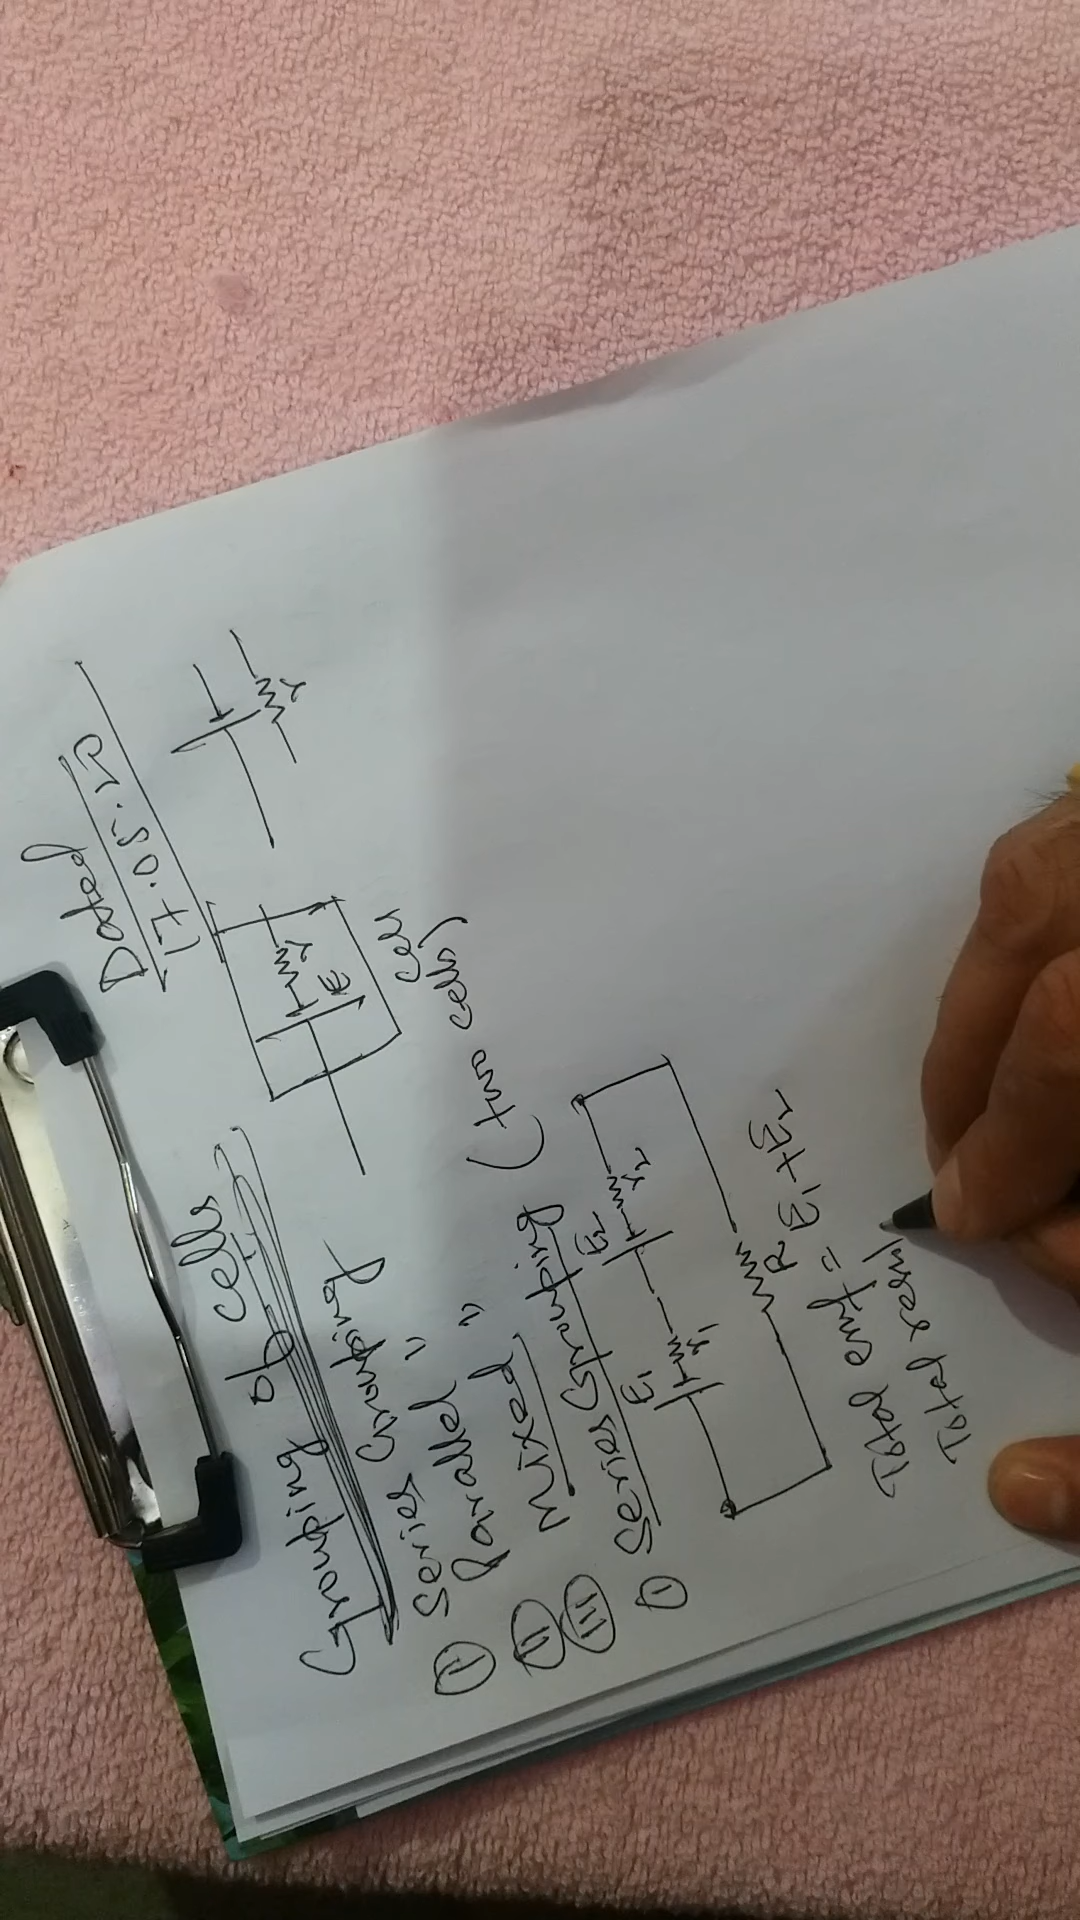 Dated
17.05.25
Grouping of cells
r
r
E
Cell
I Series Grouping
II Parallel "
III Mixed "
I Series Grouping (two cells)
E1 r1 E2 r2
R
Total emf = E1 + E2
Total resi